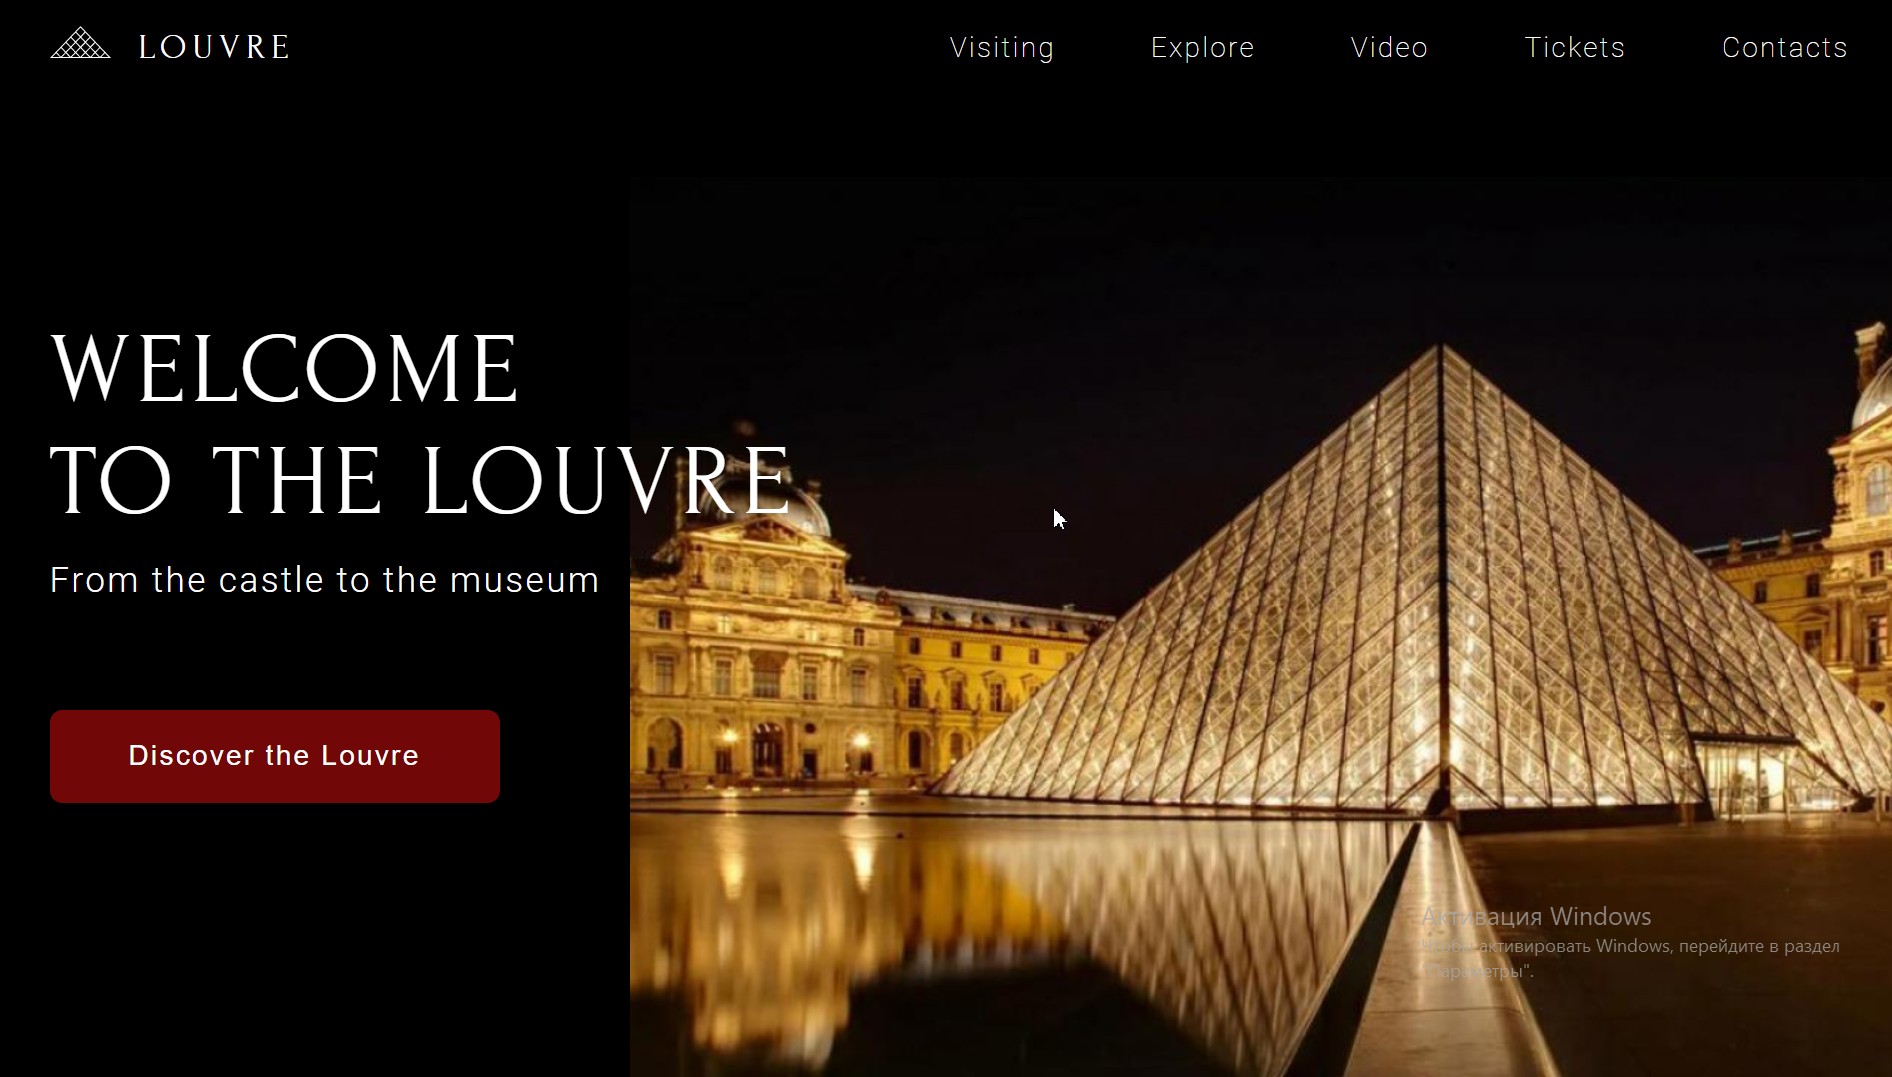 LOUVRE
Visiting
Explore
Video
Tickets
Contacts
WELCOME
TO THE LOUVRE
From the castle to the museum
Discover the Louvre
Активация Windows
Чтобы активировать Windows, перейдите в раздел
"Параметры".